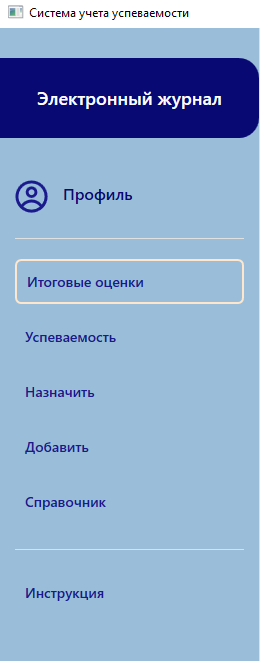 Система учета успеваемости
Электронный журнал
Профиль
Итоговые оценки
Успеваемость
Назначить
Добавить
Справочник
Инструкция